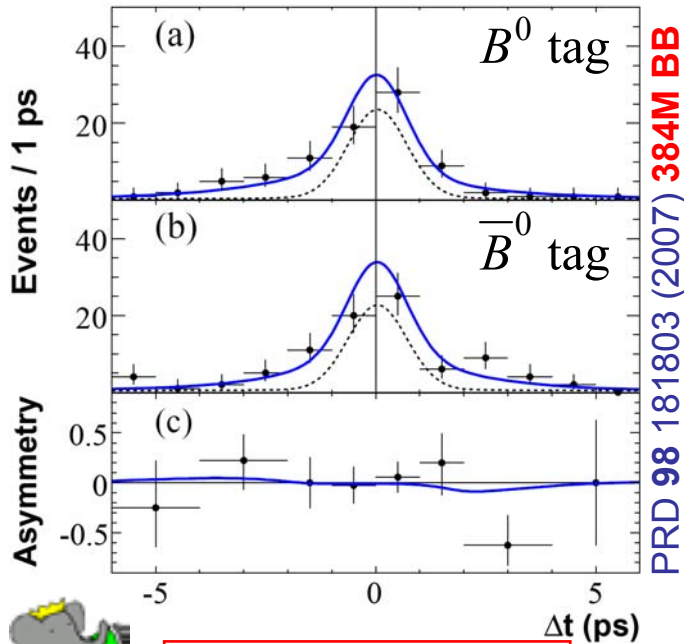 (a)
B⁰ tag
40
20
Events / 1 ps
(b)
B̅⁰ tag
40
20
(c)
0.5
0
-0.5
Asymmetry
-5
0
5
Δt (ps)
PRD 98 181803 (2007) 384M BB